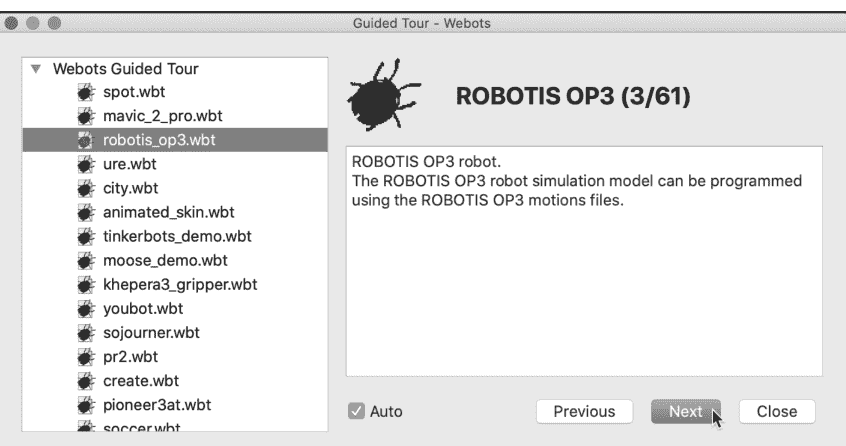 Guided Tour - Webots
Webots Guided Tour
spot.wbt
mavic_2_pro.wbt
robotis_op3.wbt
ure.wbt
city.wbt
animated_skin.wbt
tinkerbots_demo.wbt
moose_demo.wbt
khepera3_gripper.wbt
youbot.wbt
sojourner.wbt
pr2.wbt
create.wbt
pioneer3at.wbt
soccer.wbt
ROBOTIS OP3 (3/61)
ROBOTIS OP3 robot.
The ROBOTIS OP3 robot simulation model can be programmed
using the ROBOTIS OP3 motions files.
Auto
Previous
Next
Close